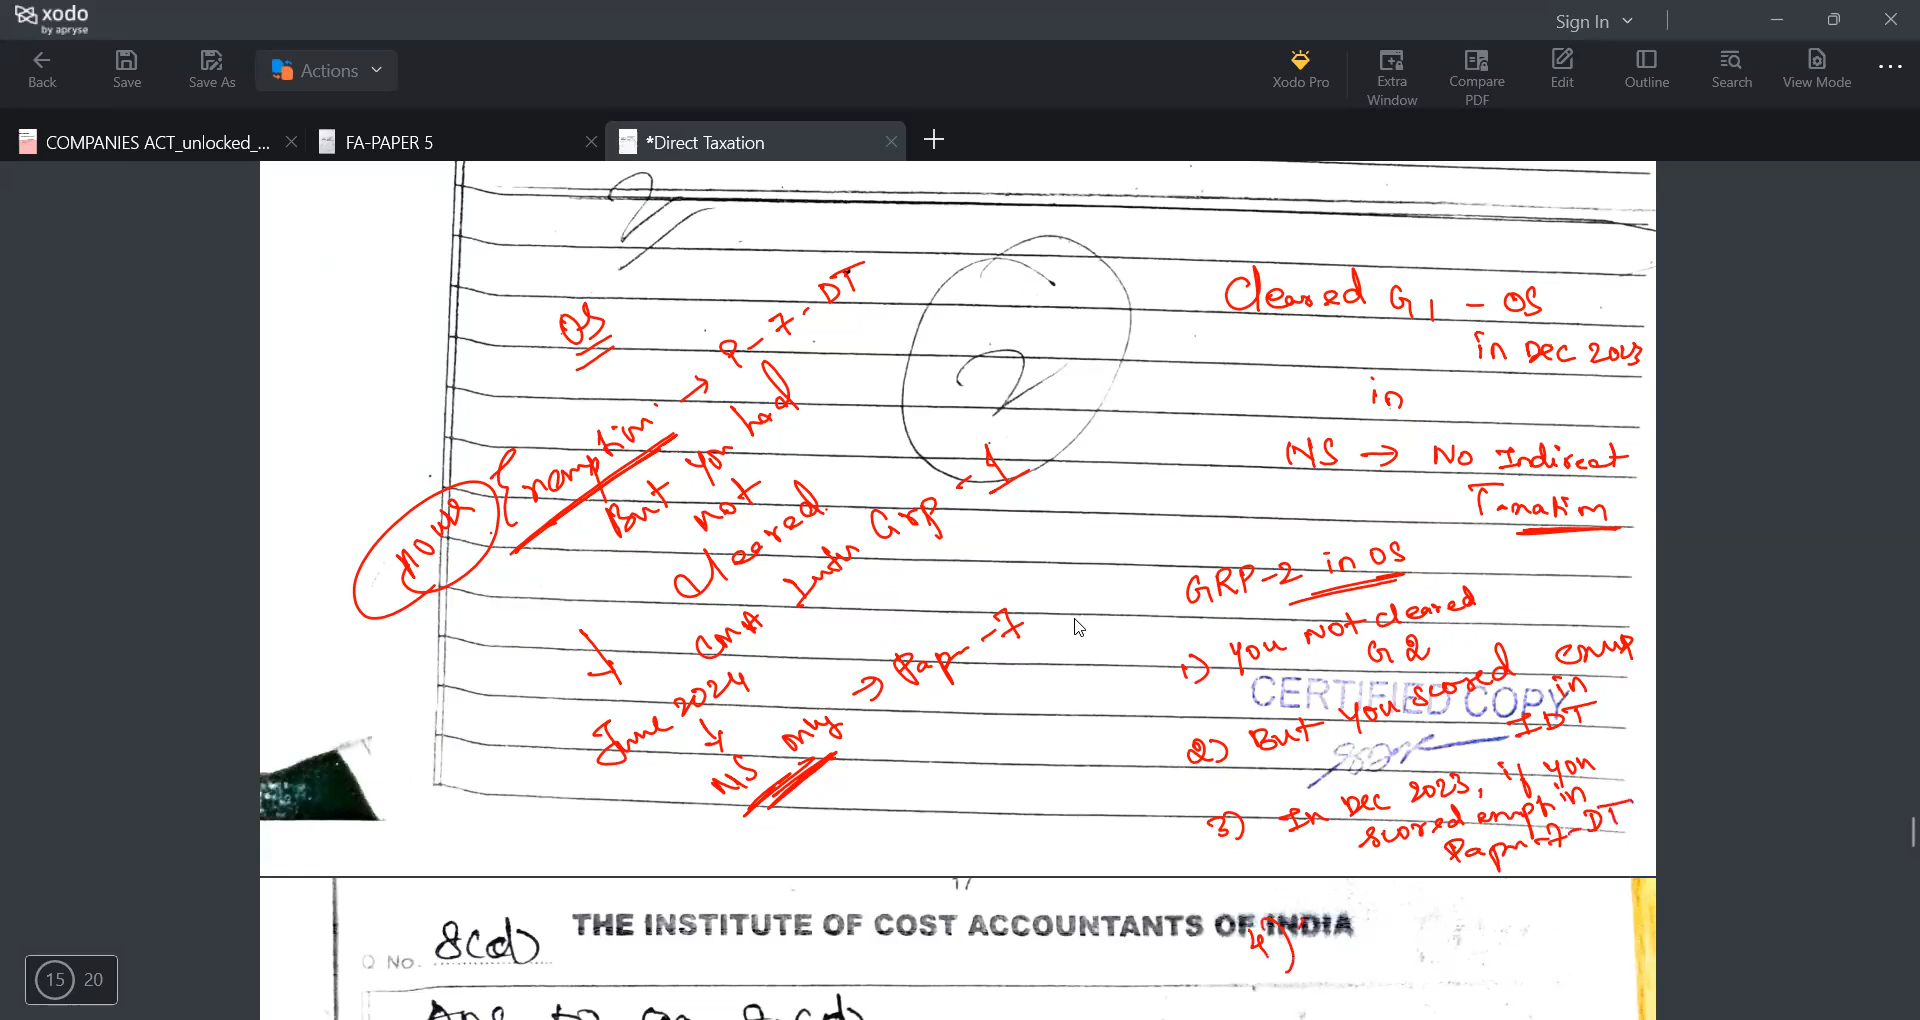 xodo
by apryse
Sign In
Back
Save
Save As
Actions
Xodo Pro
Extra Window
Compare PDF
Edit
Outline
Search
View Mode
COMPANIES ACT_unlocked_...
FA-PAPER 5
*Direct Taxation
2
2
OS
P-7-DT
exemption →
But you had
not
cleared
Inter Grp - 1
CMA
June 2024
NS only → Pap-7
Cleared G1 - OS
in Dec 2023
in
NS → No Indirect
Taxation
GRP-2 in OS
1) You Not cleared
G2
2) But You scored exmp
in
IDT
CERTIFIED COPY
3) In Dec 2023, if you
scored exmpt in
Paper-7-DT
17
THE INSTITUTE OF COST ACCOUNTANTS OF INDIA
4)
Q No. 8(d)
15 20